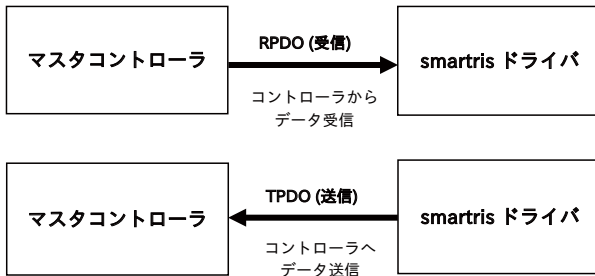 マスタコントローラ
RPDO (受信)
smartris ドライバ
コントローラから
データ受信
マスタコントローラ
TPDO (送信)
smartris ドライバ
コントローラへ
データ送信